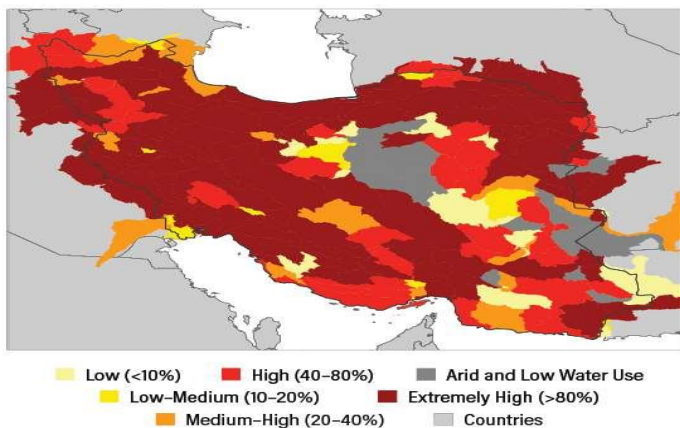 Low (<10%) High (40–80%) Arid and Low Water Use
Low–Medium (10–20%) Extremely High (>80%)
Medium–High (20–40%) Countries